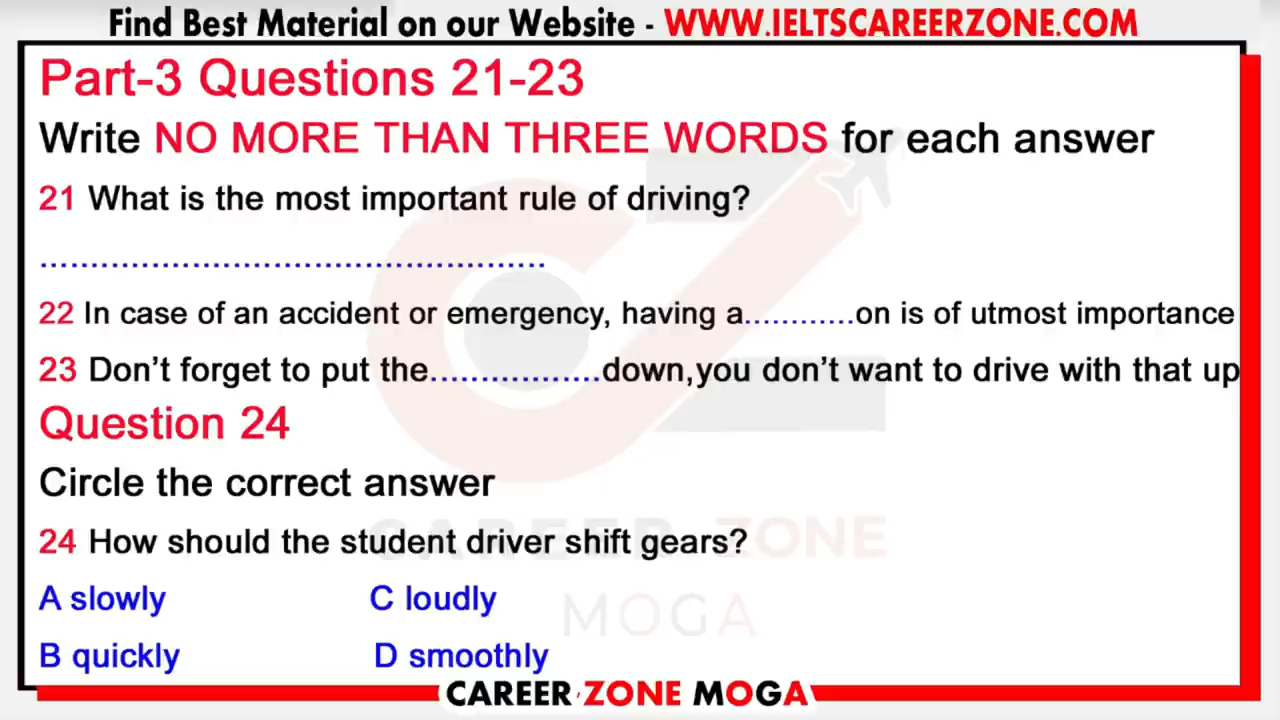 Find Best Material on our Website - WWW.IELTSCAREERZONE.COM
Part-3 Questions 21-23
Write NO MORE THAN THREE WORDS for each answer
21 What is the most important rule of driving?
..................................................
22 In case of an accident or emergency, having a............on is of utmost importance
23 Don't forget to put the.................down,you don't want to drive with that up
Question 24
Circle the correct answer
24 How should the student driver shift gears?
A slowly C loudly
B quickly D smoothly
CAREER ZONE
MOGA
CAREER ZONE MOGA